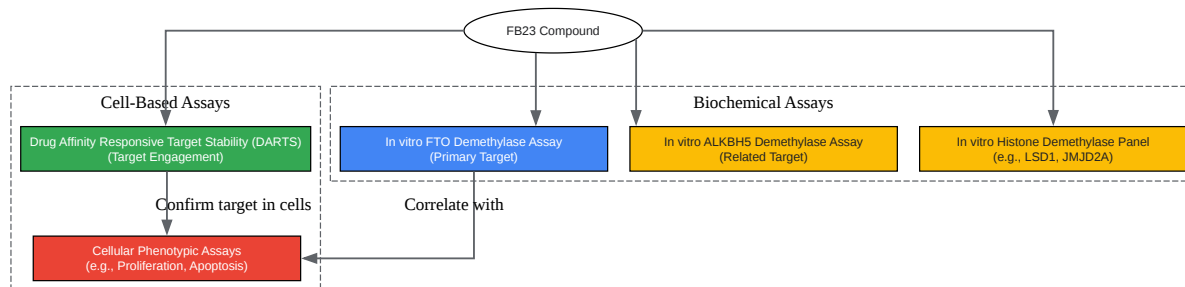 FB23 Compound
Cell-Based Assays
Biochemical Assays
Drug Affinity Responsive Target Stability (DARTS)
(Target Engagement)
In vitro FTO Demethylase Assay
(Primary Target)
In vitro ALKBH5 Demethylase Assay
(Related Target)
In vitro Histone Demethylase Panel
(e.g., LSD1, JMJD2A)
Confirm target in cells
Correlate with
Cellular Phenotypic Assays
(e.g., Proliferation, Apoptosis)